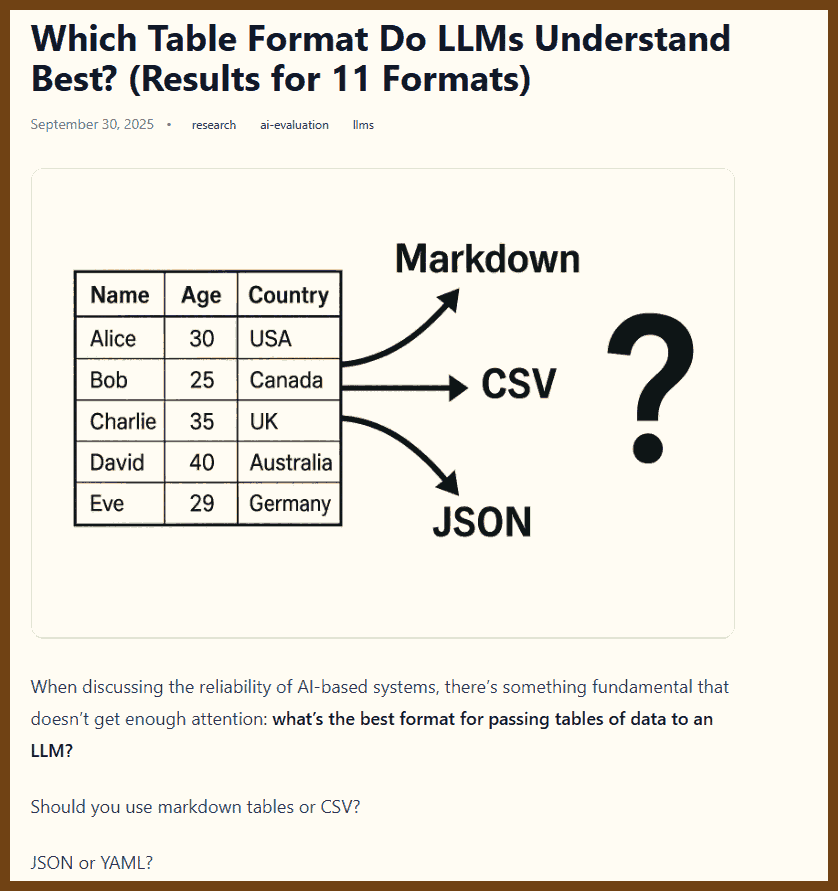 Which Table Format Do LLMs Understand
Best? (Results for 11 Formats)
September 30, 2025 • research ai-evaluation llms
Markdown
Name Age Country
Alice 30 USA
Bob 25 Canada
CSV
Charlie 35 UK
David 40 Australia
Eve 29 Germany
JSON
?
When discussing the reliability of AI-based systems, there's something fundamental that
doesn't get enough attention: what's the best format for passing tables of data to an
LLM?
Should you use markdown tables or CSV?
JSON or YAML?